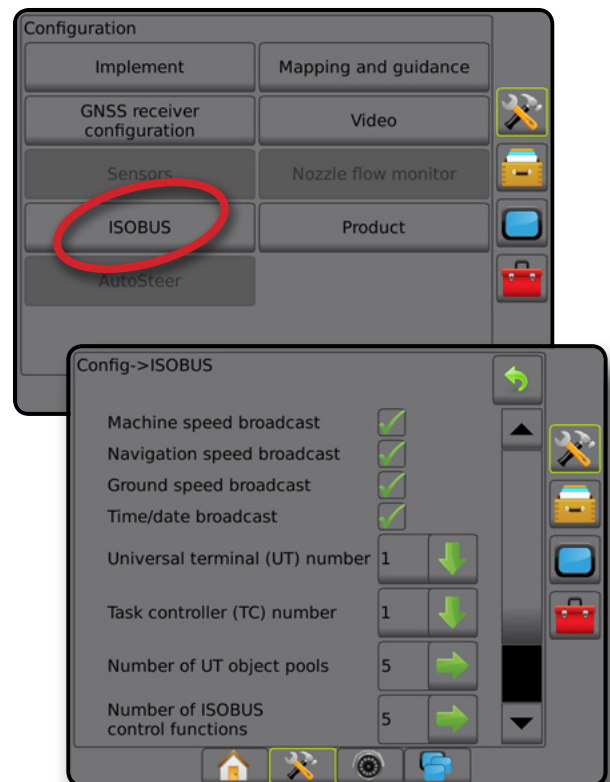 Configuration
Implement
Mapping and guidance
GNSS receiver
configuration
Video
Sensors
Nozzle flow monitor
ISOBUS
Product
AutoSteer
Config->ISOBUS
Machine speed broadcast
Navigation speed broadcast
Ground speed broadcast
Time/date broadcast
Universal terminal (UT) number 1
Task controller (TC) number 1
Number of UT object pools 5
Number of ISOBUS
control functions 5